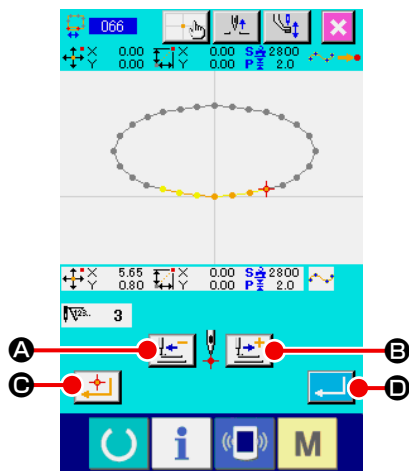 066
X 0.00 X 0.00 S 2800
Y 0.00 Y 0.00 P 2.0
X 5.65 X 0.00 S 2800
Y 0.80 Y 0.00 P 2.0
123.. 3
A B
C D
i M